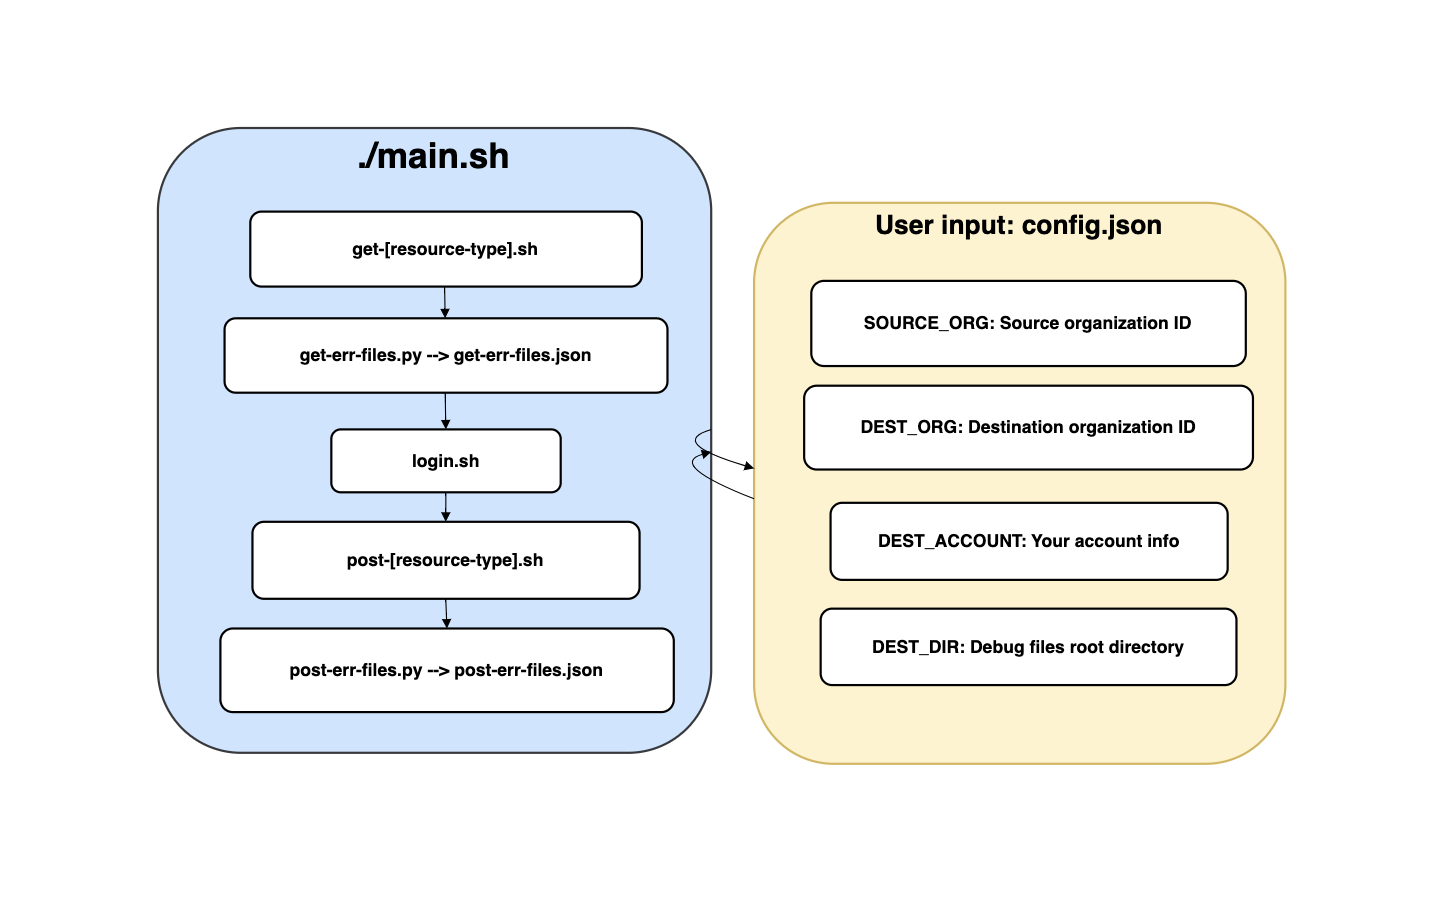 ./main.sh
get-[resource-type].sh
get-err-files.py --> get-err-files.json
login.sh
post-[resource-type].sh
post-err-files.py --> post-err-files.json
User input: config.json
SOURCE_ORG: Source organization ID
DEST_ORG: Destination organization ID
DEST_ACCOUNT: Your account info
DEST_DIR: Debug files root directory